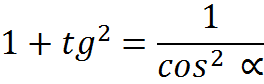 1 + tg² = 1/cos² ∝